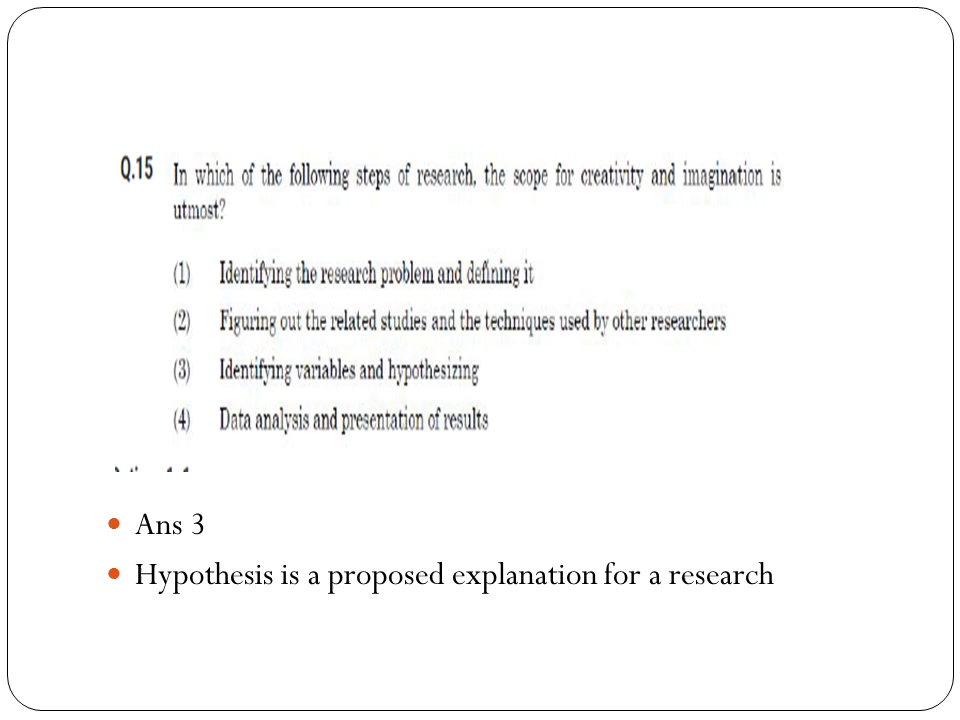 Q.15 In which of the following steps of research, the scope for creativity and imagination is
utmost?
(1) Identifying the research problem and defining it
(2) Figuring out the related studies and the techniques used by other researchers
(3) Identifying variables and hypothesizing
(4) Data analysis and presentation of results
• Ans 3
• Hypothesis is a proposed explanation for a research